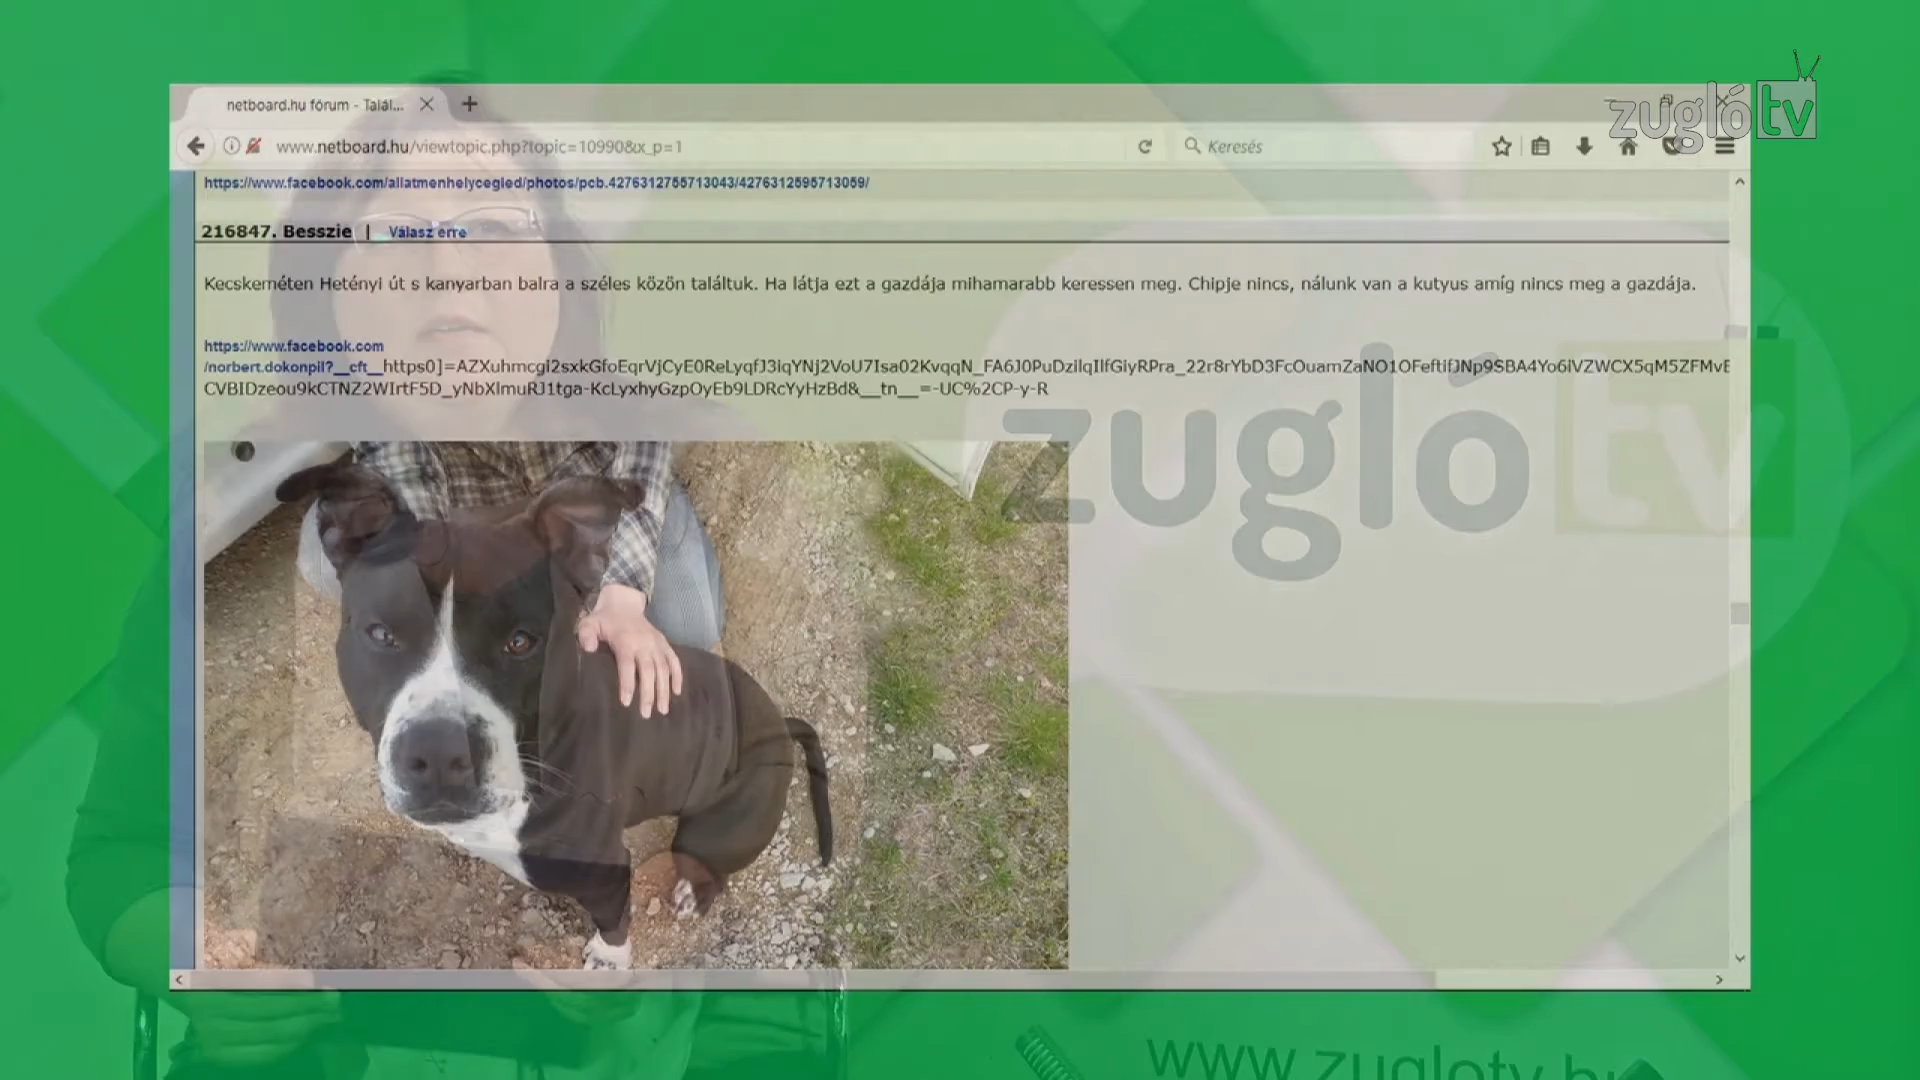 zuglótv
netboard.hu fórum - Talál...
www.netboard.hu/viewtopic.php?topic=10990&x_p=1
Keresés
https://www.facebook.com/allatmenhelycegled/photos/pcb.4276312755713043/4276312595713059/
216847. Besszie | Válasz erre
Kecskeméten Hetényi út s kanyarban balra a széles közön találtuk. Ha látja ezt a gazdája mihamarabb keressen meg. Chipje nincs, nálunk van a kutyus amíg nincs meg a gazdája.
https://www.facebook.com
/norbert.dokonpil?__cft__https0]=AZXuhmcgi2sxkGfoEqrVjCyE0ReLyqfJ3iqYNj2VoU7Isa02KvqqN_FA6J0PuDzilqIlfGiyRPra_22r8rYbD3FcOuamZaNO1OFeftifJNp9SBA4Yo6iVZWCX5qM5ZFMvE
CVBIDzeou9kCTNZ2WIrtF5D_yNbXlmuRJ1tga-KcLyxhyGzpOyEb9LDRcYyHzBd&__tn__=-UC%2CP-y-R
zuglótv
www.zuglotv.hu